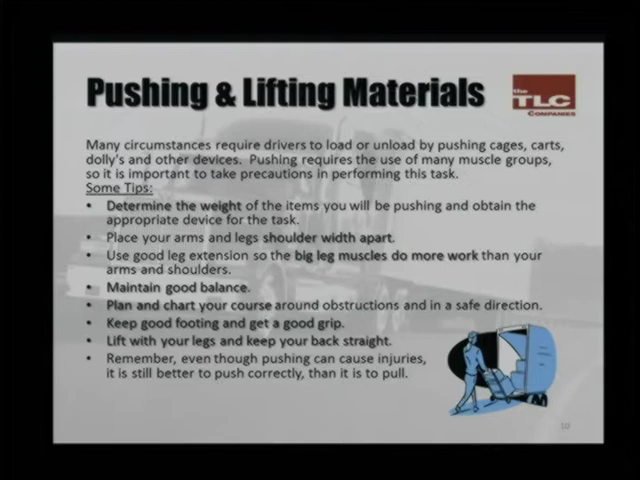 Pushing & Lifting Materials
the
TLC
COMPANIES
Many circumstances require drivers to load or unload by pushing cages, carts,
dolly's and other devices. Pushing requires the use of many muscle groups,
so it is important to take precautions in performing this task.
Some Tips:
• Determine the weight of the items you will be pushing and obtain the
appropriate device for the task.
• Place your arms and legs shoulder width apart.
• Use good leg extension so the big leg muscles do more work than your
arms and shoulders.
• Maintain good balance.
• Plan and chart your course around obstructions and in a safe direction.
• Keep good footing and get a good grip.
• Lift with your legs and keep your back straight.
• Remember, even though pushing can cause injuries,
it is still better to push correctly, than it is to pull.
10